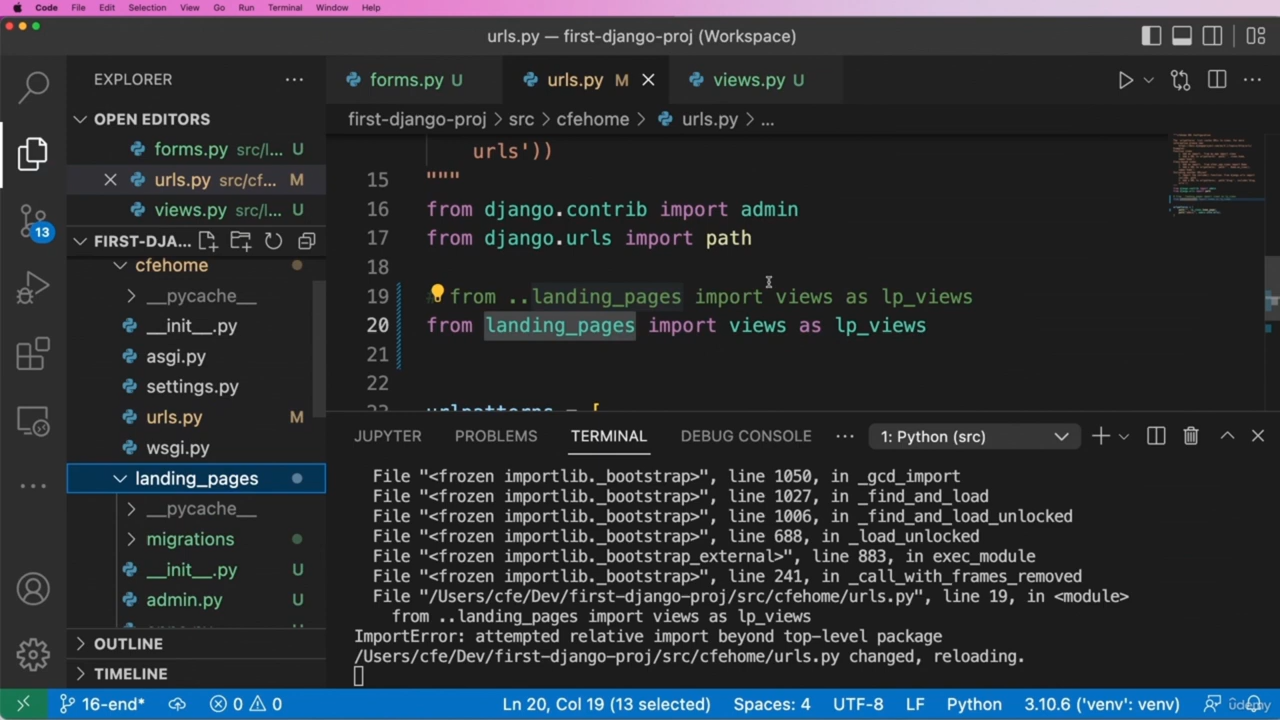 Code File Edit Selection View Go Run Terminal Window Help
urls.py — first-django-proj (Workspace)
EXPLORER
forms.py U
urls.py M
views.py U
OPEN EDITORS
forms.py src/l... U
urls.py src/cf... M
views.py src/l... U
13
FIRST-DJA...
cfehome
__pycache__
__init__.py
asgi.py
settings.py
urls.py M
wsgi.py
landing_pages
__pycache__
migrations
__init__.py U
admin.py U
OUTLINE
TIMELINE
first-django-proj > src > cfehome > urls.py > ...
urls'))
15 """"
16 from django.contrib import admin
17 from django.urls import path
18
19 from ..landing_pages import views as lp_views
20 from landing_pages import views as lp_views
21
22
23 urlpatterns = [
JUPYTER PROBLEMS TERMINAL DEBUG CONSOLE ... 1: Python (src)
File "<frozen importlib._bootstrap>", line 1050, in _gcd_import
File "<frozen importlib._bootstrap>", line 1027, in _find_and_load
File "<frozen importlib._bootstrap>", line 1006, in _find_and_load_unlocked
File "<frozen importlib._bootstrap>", line 688, in _load_unlocked
File "<frozen importlib._bootstrap_external>", line 883, in exec_module
File "<frozen importlib._bootstrap>", line 241, in _call_with_frames_removed
File "/Users/cfe/Dev/first-django-proj/src/cfehome/urls.py", line 19, in <module>
from ..landing_pages import views as lp_views
ImportError: attempted relative import beyond top-level package
/Users/cfe/Dev/first-django-proj/src/cfehome/urls.py changed, reloading.
16-end* 0 0 Ln 20, Col 19 (13 selected) Spaces: 4 UTF-8 LF Python 3.10.6 ('venv': venv)
udemy